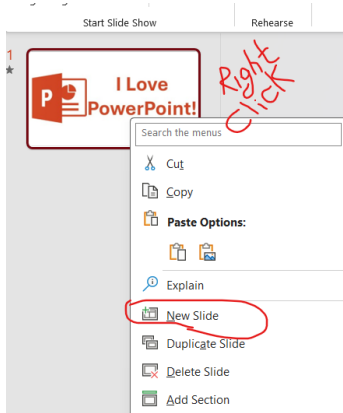 Start Slide Show
Rehearse
1
P
I Love
PowerPoint!
Right
Click
Search the menus
Cut
Copy
Paste Options:
Explain
New Slide
Duplicate Slide
Delete Slide
Add Section